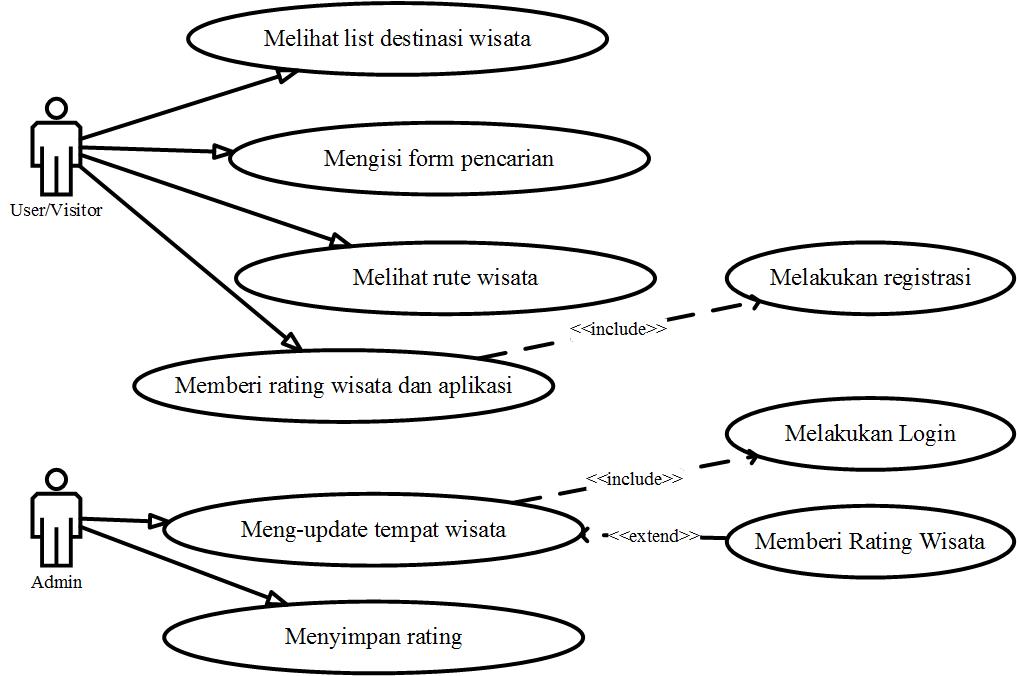 Melihat list destinasi wisata
Mengisi form pencarian
User/Visitor
Melihat rute wisata
Melakukan registrasi
<<include>>
Memberi rating wisata dan aplikasi
Melakukan Login
<<include>>
Meng-update tempat wisata
<<extend>>
Memberi Rating Wisata
Admin
Menyimpan rating